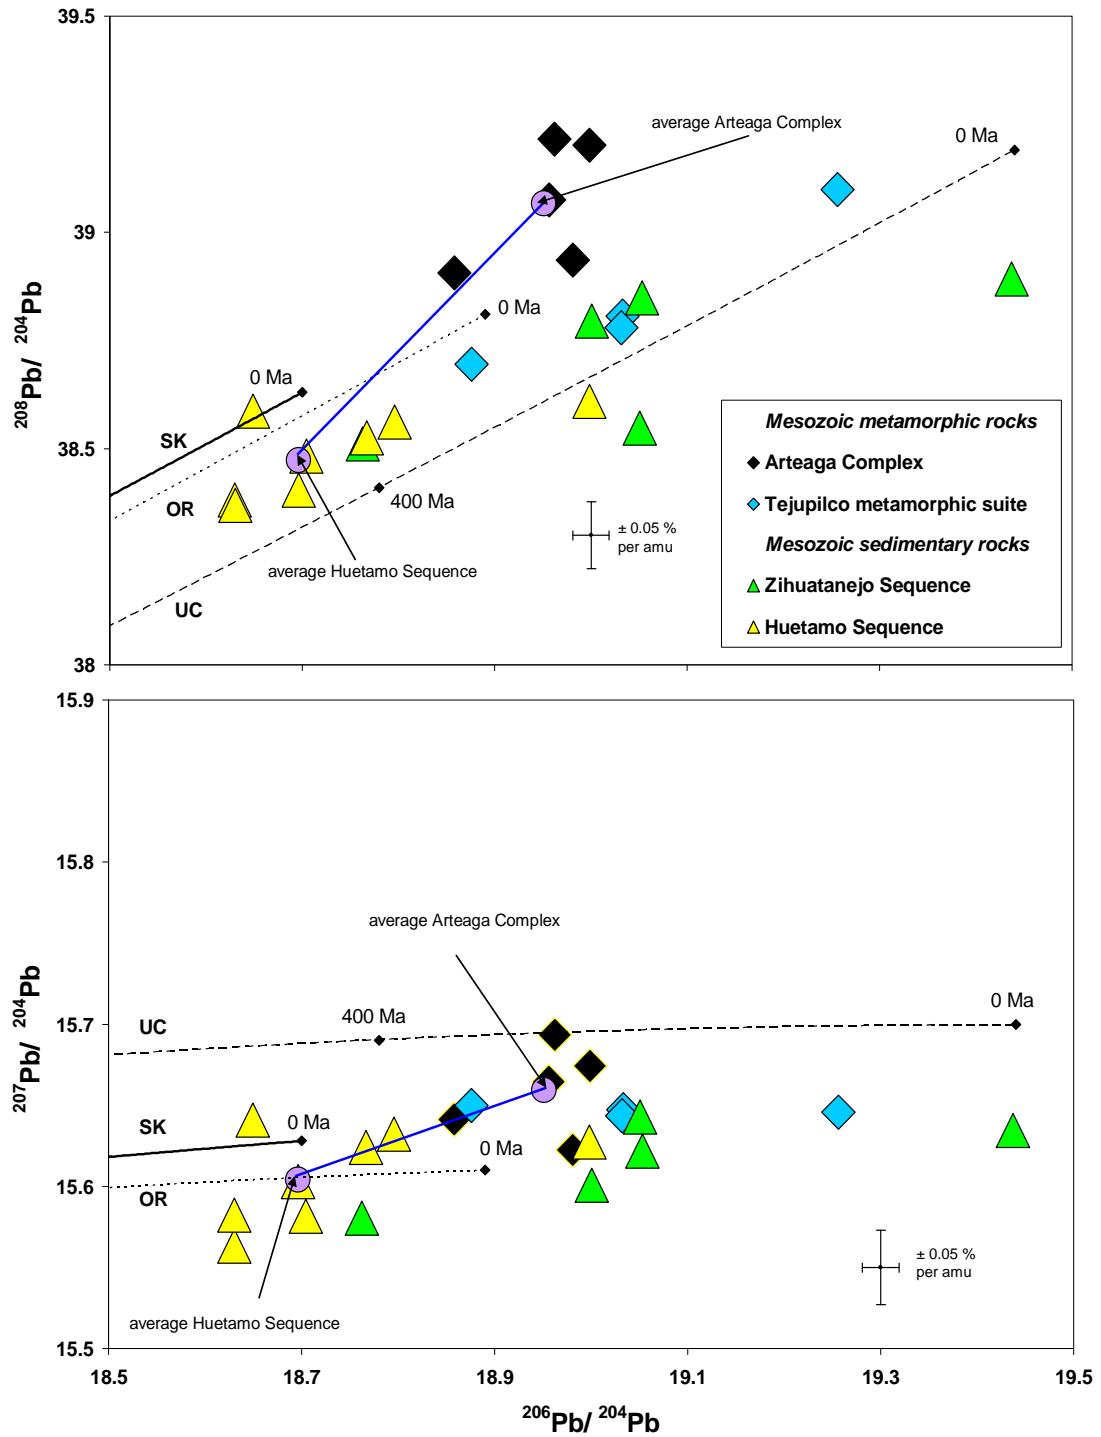 39.5
average Arteaga Complex
0 Ma
39
0 Ma
208Pb/ 204Pb
0 Ma
SK
38.5
OR
400 Ma
average Huetamo Sequence
UC
38
± 0.05 %
per amu
Mesozoic metamorphic rocks
Arteaga Complex
Tejupilco metamorphic suite
Mesozoic sedimentary rocks
Zihuatanejo Sequence
Huetamo Sequence
15.9
15.8
average Arteaga Complex
207Pb/ 204Pb
15.7
UC
400 Ma
0 Ma
SK
0 Ma
0 Ma
15.6
OR
± 0.05 %
per amu
average Huetamo Sequence
15.5
18.5
18.7
18.9
19.1
19.3
19.5
206Pb/ 204Pb